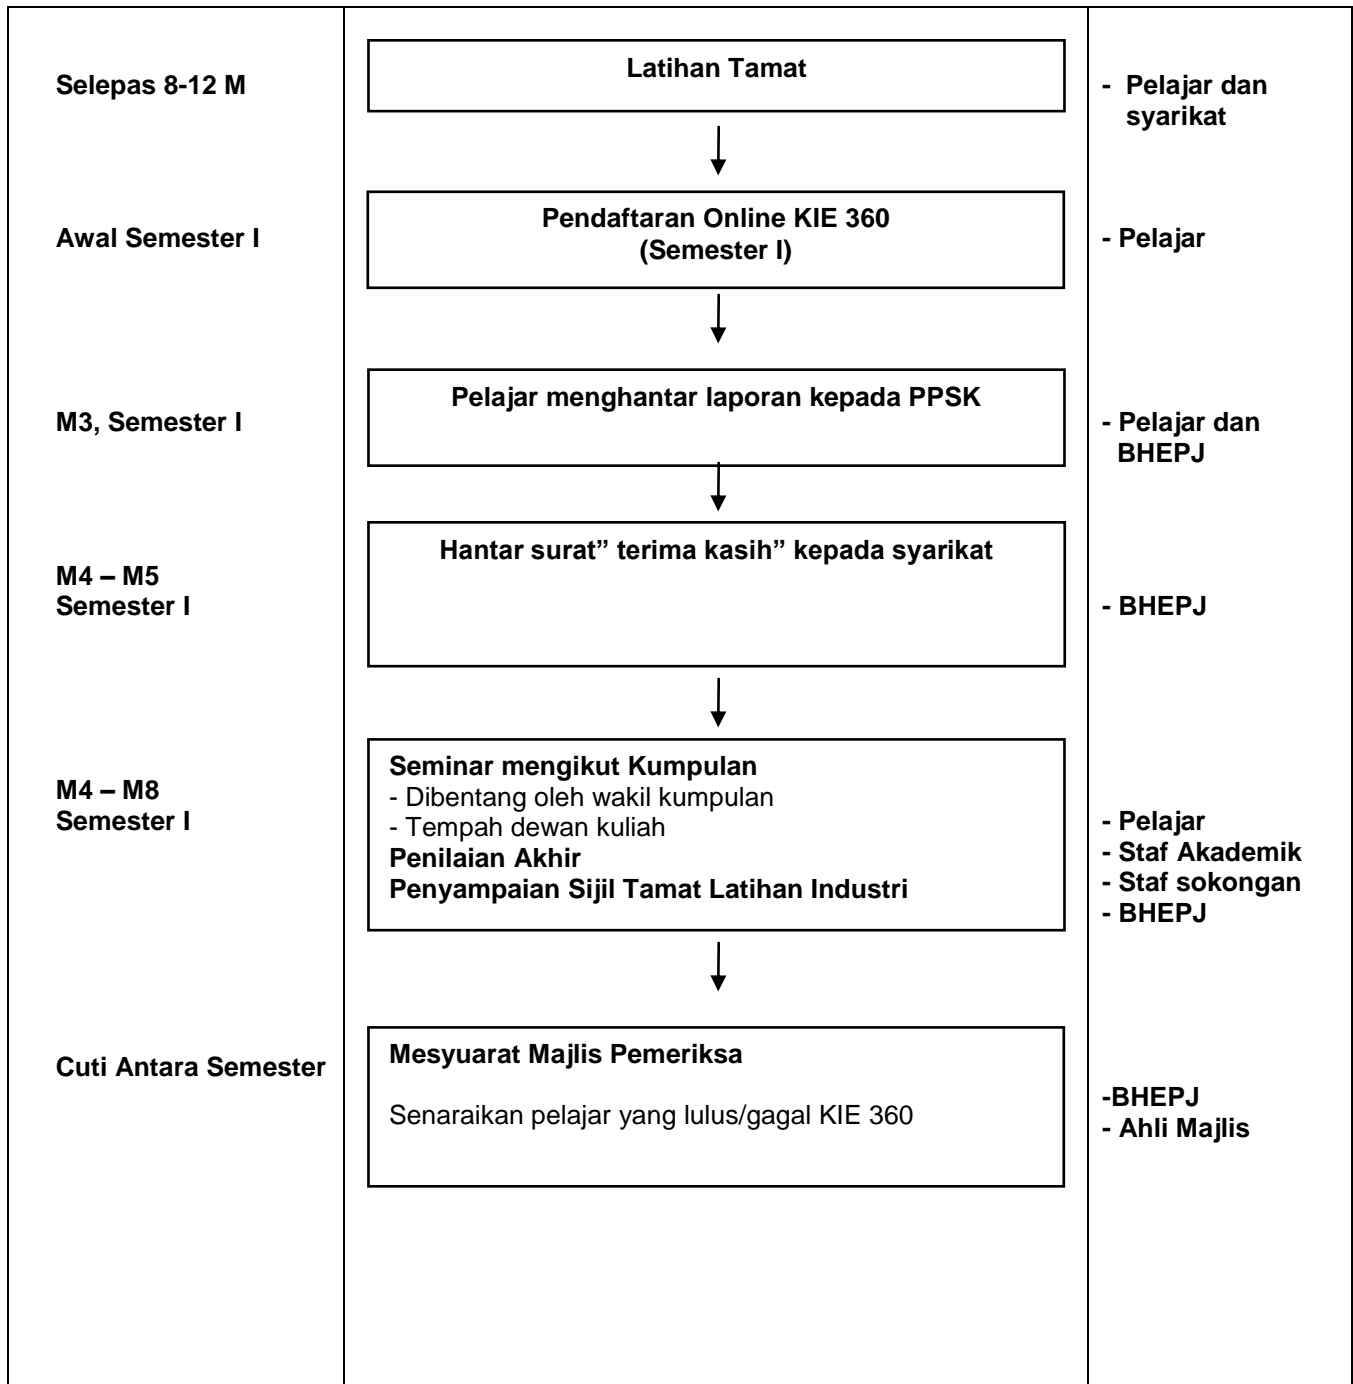 Selepas 8-12 M
Latihan Tamat
- Pelajar dan
syarikat
Awal Semester I
Pendaftaran Online KIE 360
(Semester I)
- Pelajar
M3, Semester I
Pelajar menghantar laporan kepada PPSK
- Pelajar dan
BHEPJ
M4 – M5
Semester I
Hantar surat” terima kasih” kepada syarikat
- BHEPJ
M4 – M8
Semester I
Seminar mengikut Kumpulan
- Dibentang oleh wakil kumpulan
- Tempah dewan kuliah
Penilaian Akhir
Penyampaian Sijil Tamat Latihan Industri
- Pelajar
- Staf Akademik
- Staf sokongan
- BHEPJ
Cuti Antara Semester
Mesyuarat Majlis Pemeriksa
Senaraikan pelajar yang lulus/gagal KIE 360
-BHEPJ
- Ahli Majlis